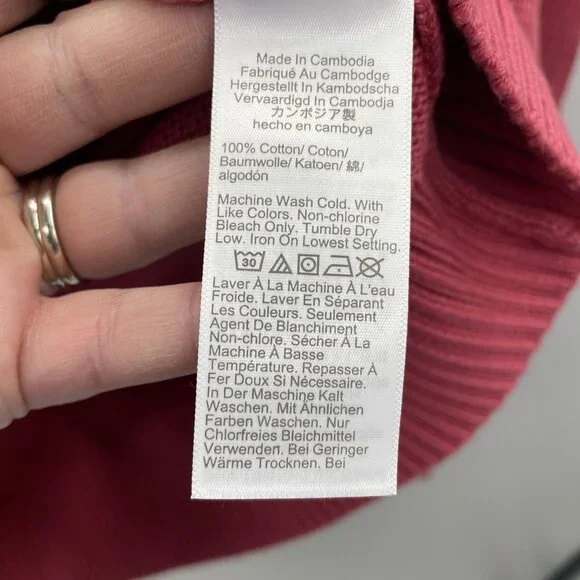 Made In Cambodia
Fabriqué Au Cambodge
Hergestellt In Kambodscha
Vervaardigd In Cambodja
カンボジア製
hecho en camboya
100% Cotton/ Coton/
Baumwolle/ Katoen/ 綿/
algodón
Machine Wash Cold. With
Like Colors. Non-chlorine
Bleach Only. Tumble Dry
Low. Iron On Lowest Setting.
30
Laver À La Machine À L'eau
Froide. Laver En Séparant
Les Couleurs. Seulement
Agent De Blanchiment
Non-chlore. Sécher À La
Machine À Basse
Température. Repasser À
Fer Doux Si Nécessaire.
In Der Maschine Kalt
Waschen. Mit Ähnlichen
Farben Waschen. Nur
Chlorfreies Bleichmittel
Verwenden. Bei Geringer
Wärme Trocknen. Bei